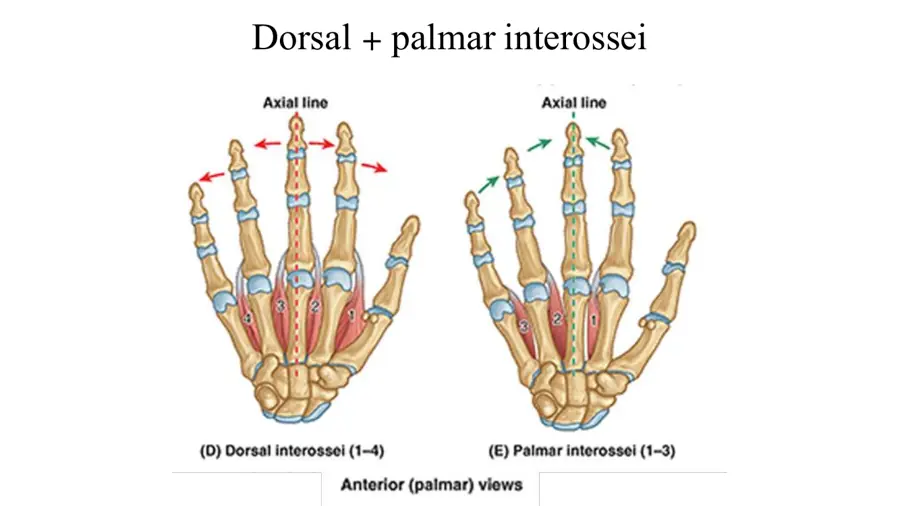 Dorsal + palmar interossei
Axial line
4
3
2
1
(D) Dorsal interossei (1–4)
Axial line
3
2
1
(E) Palmar interossei (1–3)
Anterior (palmar) views